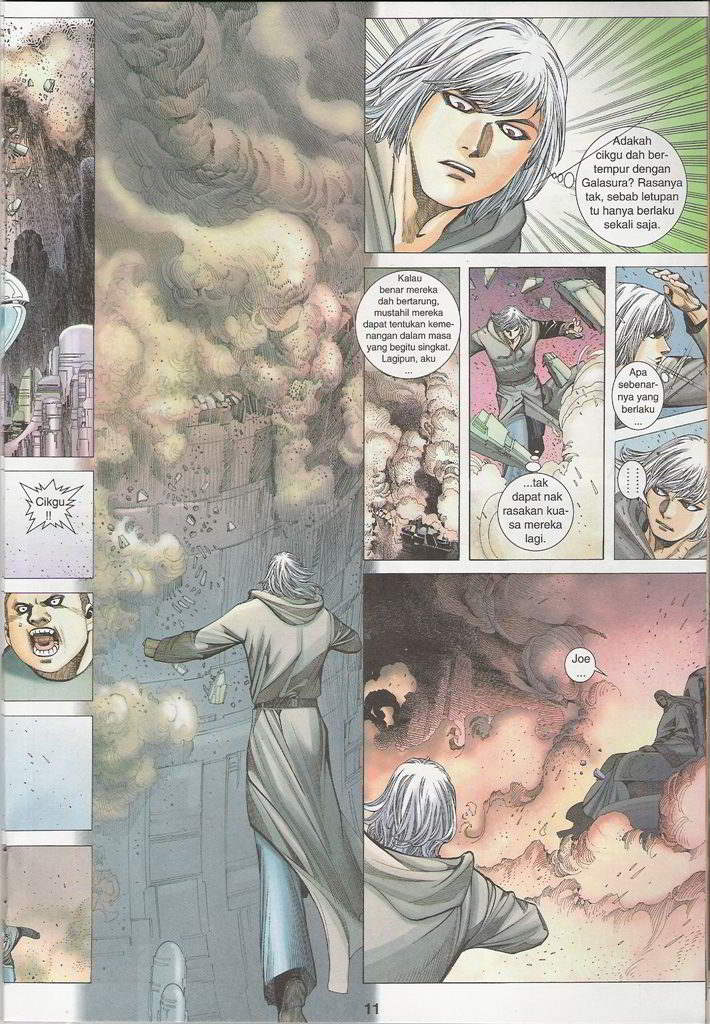 Cikgu
!!
Adakah
cikgu dah ber-
tempur dengan
Galasura? Rasanya
tak, sebab letupan
tu hanya berlaku
sekali saja.
Kalau
benar mereka
dah bertarung,
mustahil mereka
dapat tentukan keme-
nangan dalam masa
yang begitu singkat.
Lagipun, aku
...
...tak
dapat nak
rasakan kua-
sa mereka
lagi.
Apa
sebenar-
nya yang
berlaku
...
......
Joe
...
11